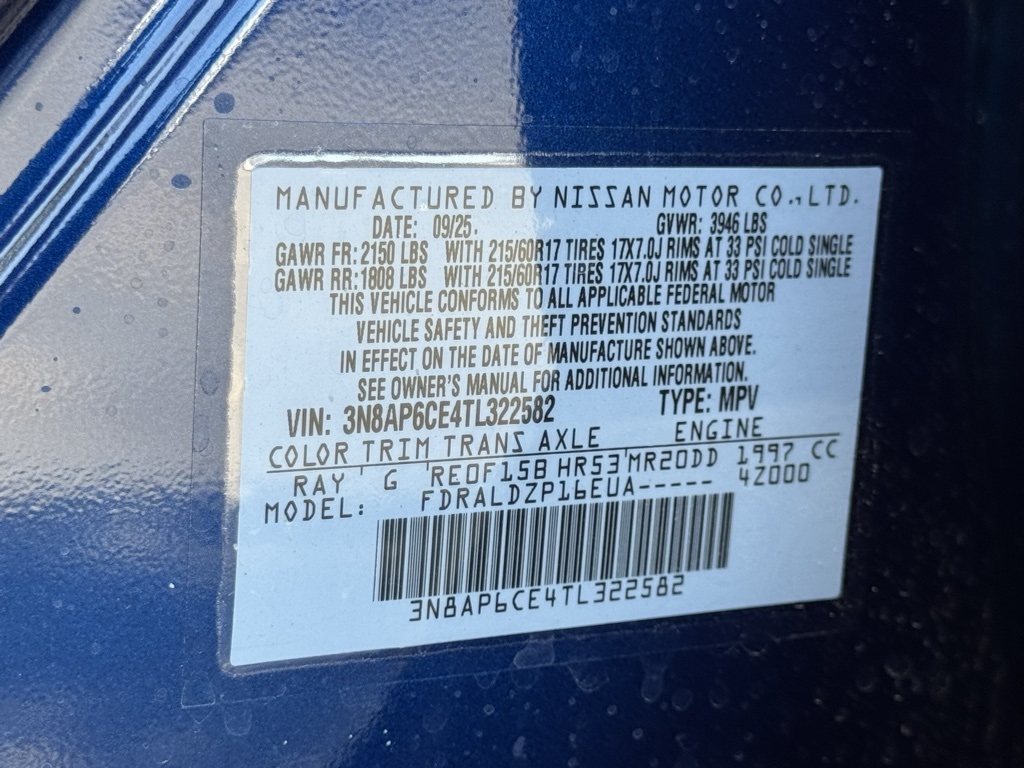 MANUFACTURED BY NISSAN MOTOR CO.,LTD.
DATE: 09/25. GVWR: 3946 LBS
GAWR FR: 2150 LBS WITH 215/60R17 TIRES 17X7.0J RIMS AT 33 PSI COLD SINGLE
GAWR RR: 1808 LBS WITH 215/60R17 TIRES 17X7.0J RIMS AT 33 PSI COLD SINGLE
THIS VEHICLE CONFORMS TO ALL APPLICABLE FEDERAL MOTOR
VEHICLE SAFETY AND THEFT PREVENTION STANDARDS
IN EFFECT ON THE DATE OF MANUFACTURE SHOWN ABOVE.
SEE OWNER'S MANUAL FOR ADDITIONAL INFORMATION.
VIN: 3N8AP6CE4TL322582 TYPE: MPV
COLOR TRIM TRANS AXLE ENGINE
RAY G RE0F15B HR53 MR20DD 1997 CC
MODEL: FDRALDZP16EUA----- 4Z000
3N8AP6CE4TL322582